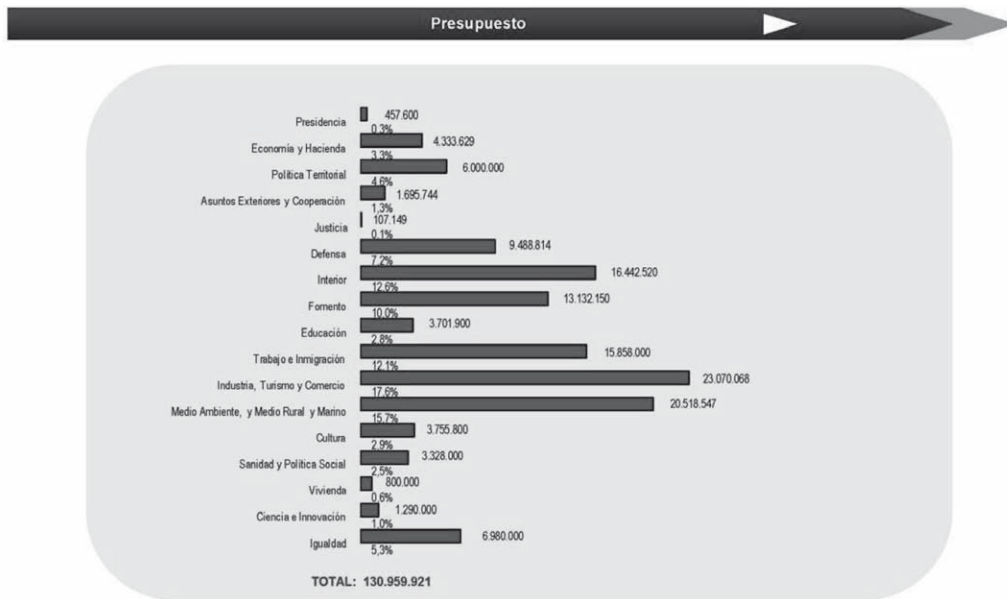 Presupuesto
Presidencia 457.600
0.3%
Economía y Hacienda 4.333.629
3.3%
Política Territorial 6.000.000
4.6%
Asuntos Exteriores y Cooperación 1.695.744
1,3%
Justicia 107.149
0.1%
Defensa 9.488.814
7.2%
Interior 16.442.520
12.6%
Fomento 13.132.150
10.0%
Educación 3.701.900
2.8%
Trabajo e Inmigración 15.858.000
12.1%
Industria, Turismo y Comercio 23.070.068
17.6%
Medio Ambiente, y Medio Rural y Marino 20.518.547
15.7%
Cultura 3.755.800
2.9%
Sanidad y Política Social 3.328.000
2,5%
Vivienda 800.000
0,6%
Ciencia e Innovación 1.290.000
1.0%
Igualdad 6.980.000
5,3%
TOTAL: 130.959.921